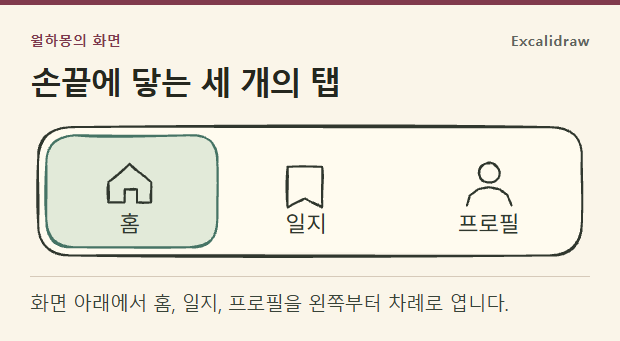 월하몽의 화면
Excalidraw
손끝에 닿는 세 개의 탭
홈
일지
프로필
화면 아래에서 홈, 일지, 프로필을 왼쪽부터 차례로 엽니다.